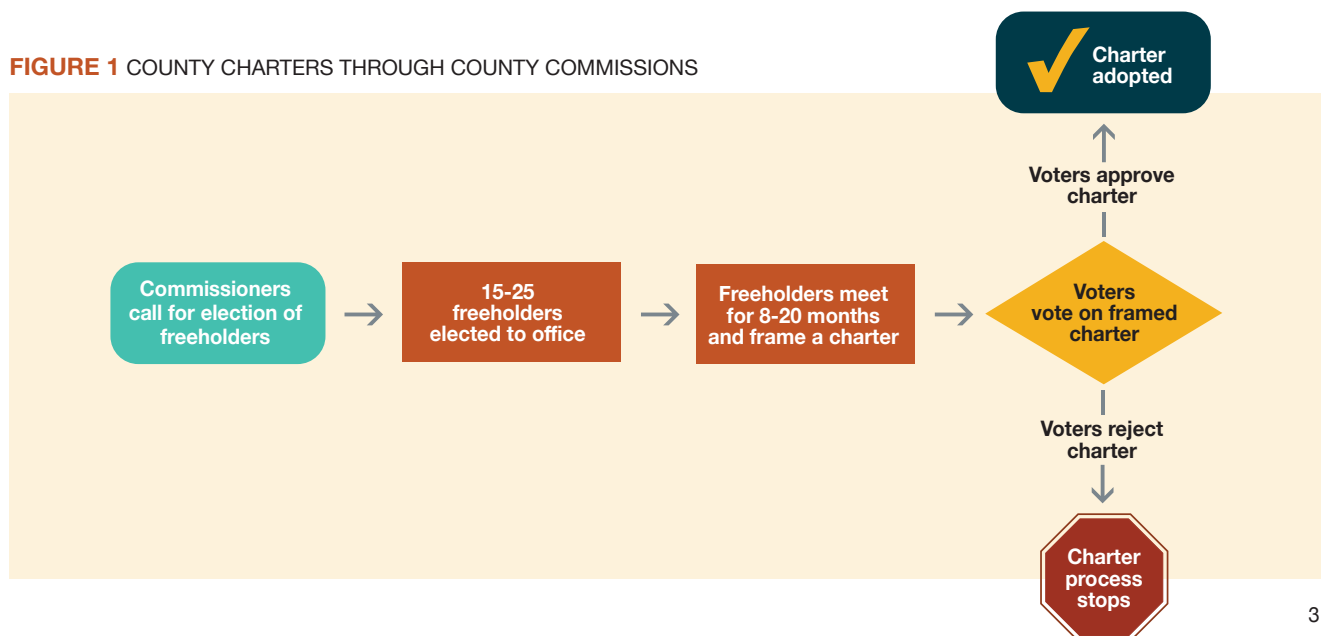 FIGURE 1 COUNTY CHARTERS THROUGH COUNTY COMMISSIONS
Charter
adopted
Voters approve
charter
Commissioners
call for election of
freeholders
15-25
freeholders
elected to office
Freeholders meet
for 8-20 months
and frame a charter
Voters
vote on framed
charter
Voters reject
charter
Charter
process
stops
3